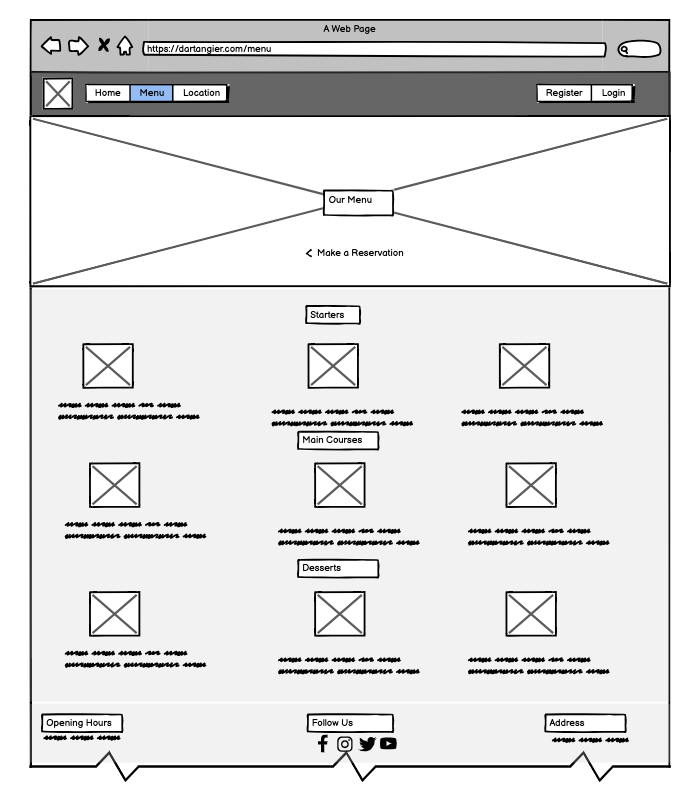 A Web Page
https://dartangier.com/menu
Home Menu Location Register Login
Our Menu
Make a Reservation
Starters
Main Courses
Desserts
Opening Hours Follow Us Address